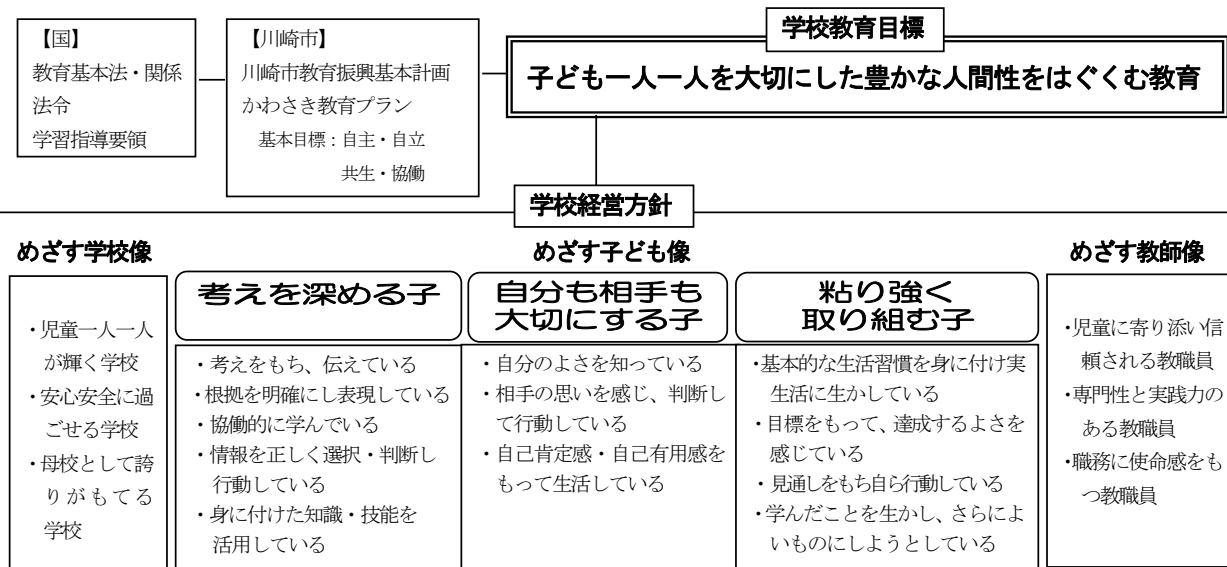 【国】
教育基本法・関係
法令
学習指導要領
【川崎市】
川崎市教育振興基本計画
かわさき教育プラン
基本目標：自主・自立
共生・協働
学校教育目標
子ども一人一人を大切にした豊かな人間性をはぐくむ教育
学校経営方針
めざす学校像
・児童一人一人
が輝く学校
・安心安全に過
ごせる学校
・母校として誇
りがもてる
学校
めざす子ども像
考えを深める子
・考えをもち、伝えている
・根拠を明確にし表現している
・協働的に学んでいる
・情報を正しく選択・判断し
行動している
・身に付けた知識・技能を
活用している
自分も相手も
大切にする子
・自分のよさを知っている
・相手の思いを感じ、判断し
て行動している
・自己肯定感・自己有用感を
もって生活している
粘り強く
取り組む子
・基本的な生活習慣を身に付け実
生活に生かしている
・目標をもって、達成するよさを
感じている
・見通しをもち自ら行動している
・学んだことを生かし、さらによ
いものにしようとしている
めざす教師像
・児童に寄り添い信
頼される教職員
・専門性と実践力の
ある教職員
・職務に使命感をも
つ教職員